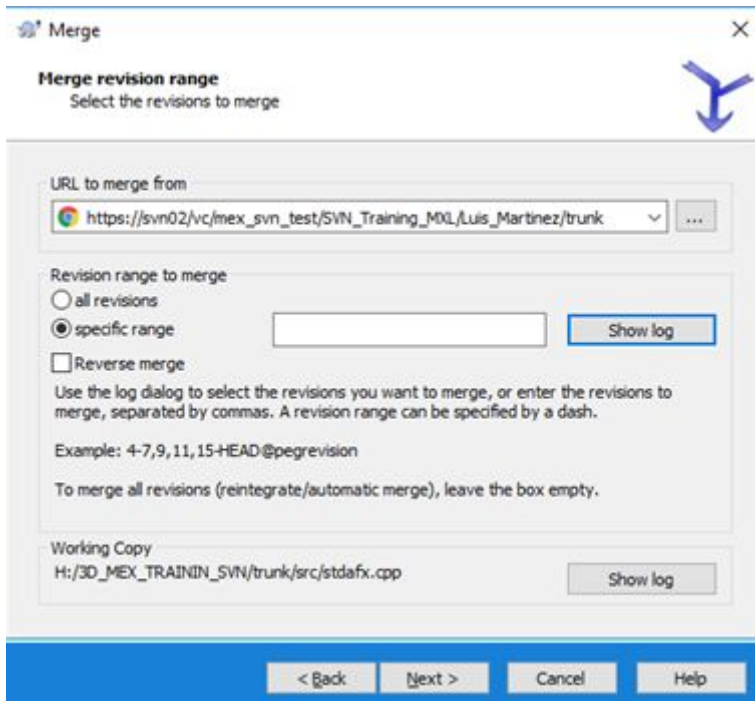 Merge
Merge revision range
Select the revisions to merge
URL to merge from
https://svn02/vc/mex_svn_test/SVN_Training_MXL/Luis_Martinez/trunk
...
Revision range to merge
all revisions
specific range
Show log
Reverse merge
Use the log dialog to select the revisions you want to merge, or enter the revisions to
merge, separated by commas. A revision range can be specified by a dash.
Example: 4-7,9,11,15-HEAD@pegrevision
To merge all revisions (reintegrate/automatic merge), leave the box empty.
Working Copy
H:/3D_MEX_TRAININ_SVN/trunk/src/stdafx.cpp
Show log
< Back
Next >
Cancel
Help